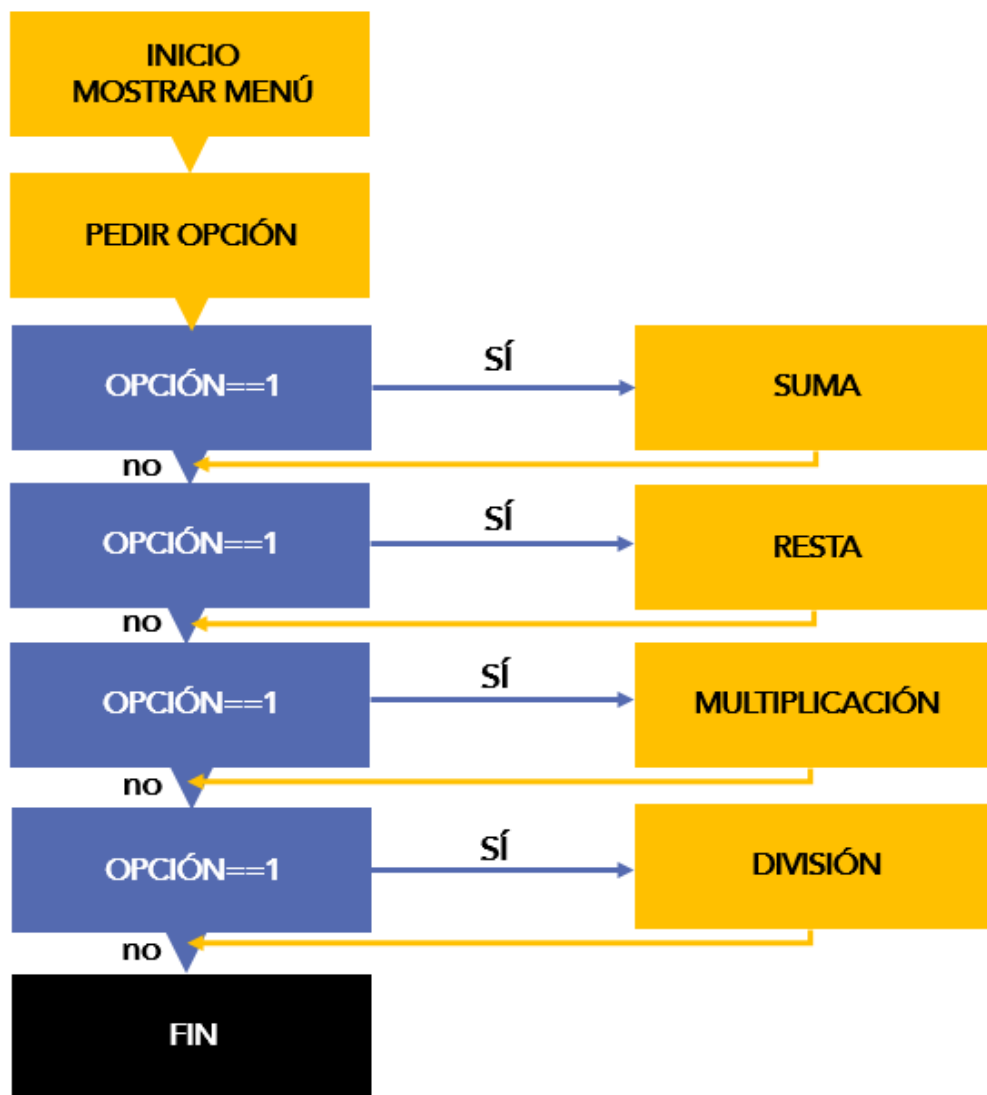 INICIO
MOSTRAR MENÚ
PEDIR OPCIÓN
OPCIÓN==1
SÍ
SUMA
no
OPCIÓN==1
SÍ
RESTA
no
OPCIÓN==1
SÍ
MULTIPLICACIÓN
no
OPCIÓN==1
SÍ
DIVISIÓN
no
FIN